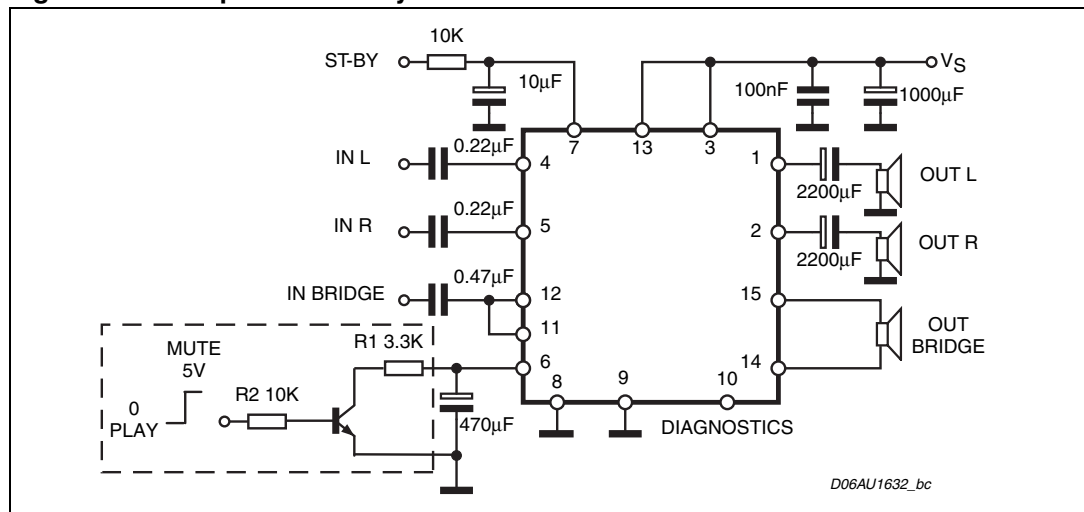 10K
ST-BY
10μF
100nF
1000μF
VS
7
13
3
IN L
0.22μF
4
1
2200μF
OUT L
IN R
0.22μF
5
2
2200μF
OUT R
IN BRIDGE
0.47μF
12
11
15
14
OUT
BRIDGE
MUTE
5V
0
PLAY
R2 10K
R1 3.3K
6
470μF
8
9
10
DIAGNOSTICS
D06AU1632_bc